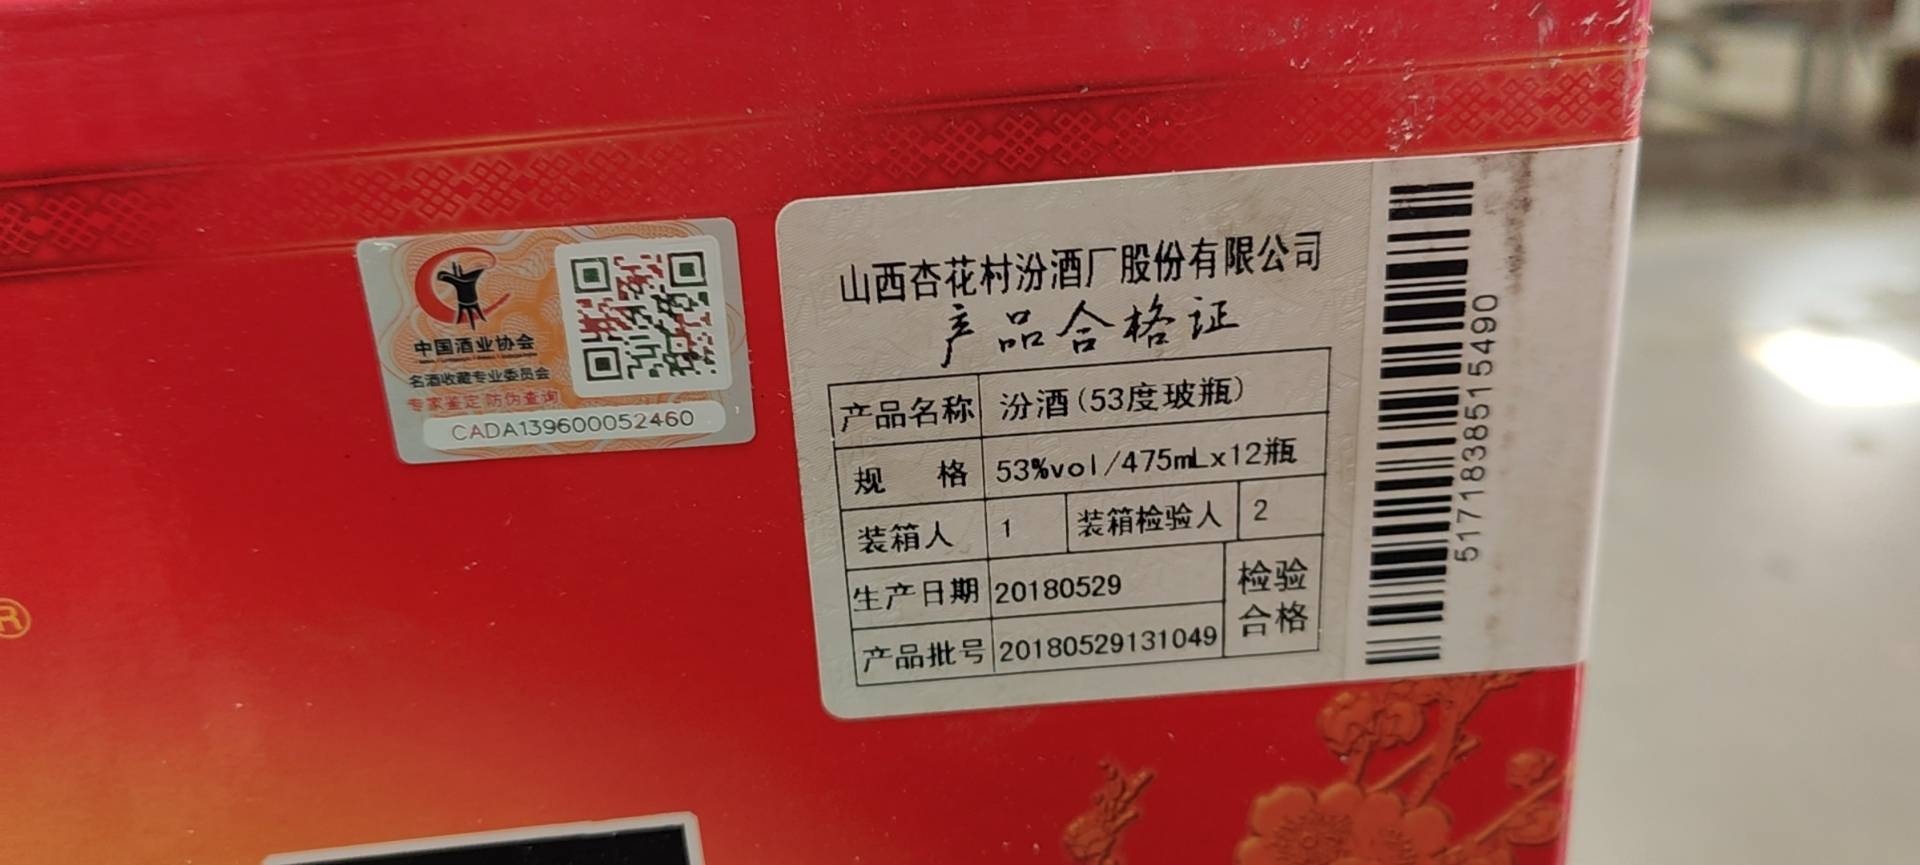 中国酒业协会
名酒收藏专业委员会
专家鉴定 防伪查询
CADA139600052460
山西杏花村汾酒厂股份有限公司
产品合格证
产品名称 汾酒(53度玻瓶)
规 格 53%vol/475mLx12瓶
装箱人 1 装箱检验人 2
生产日期 20180529
检验合格
产品批号 20180529131049
5171838515490
®